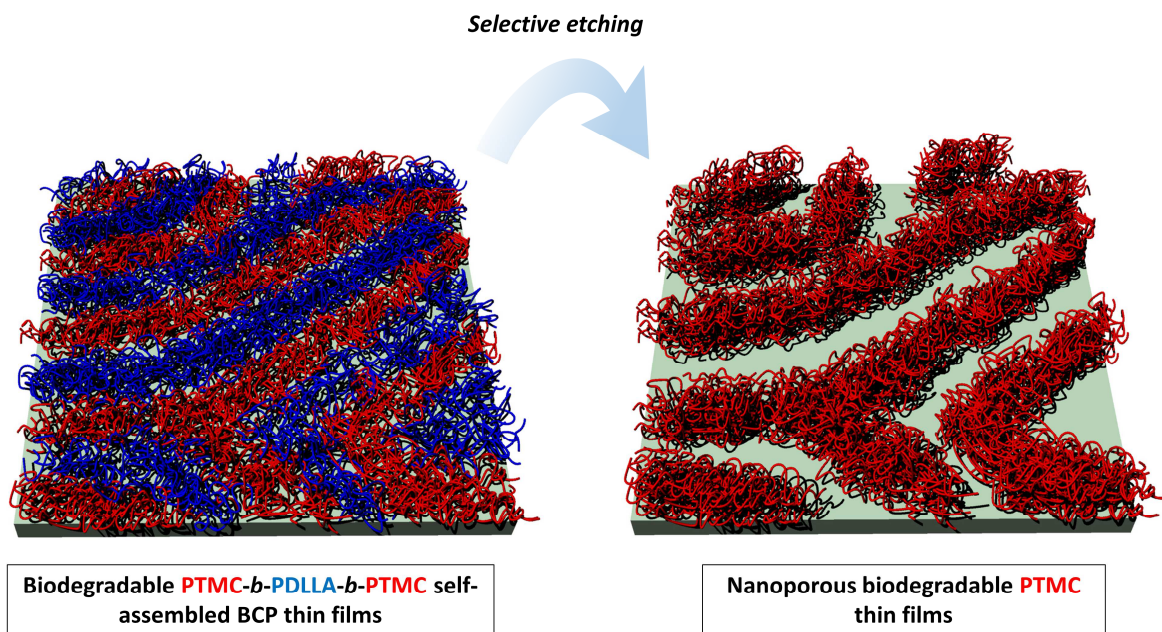 Selective etching
Biodegradable PTMC-b-PDLLA-b-PTMC self-
assembled BCP thin films
Nanoporous biodegradable PTMC
thin films